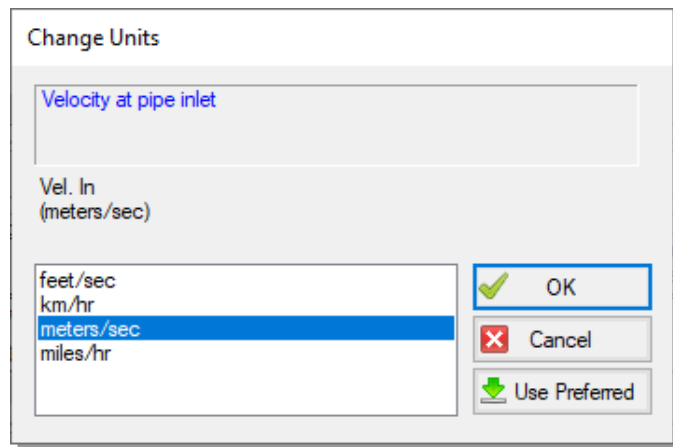 Change Units
Velocity at pipe inlet
Vel. In
(meters/sec)
feet/sec
km/hr
meters/sec
miles/hr
OK
Cancel
Use Preferred